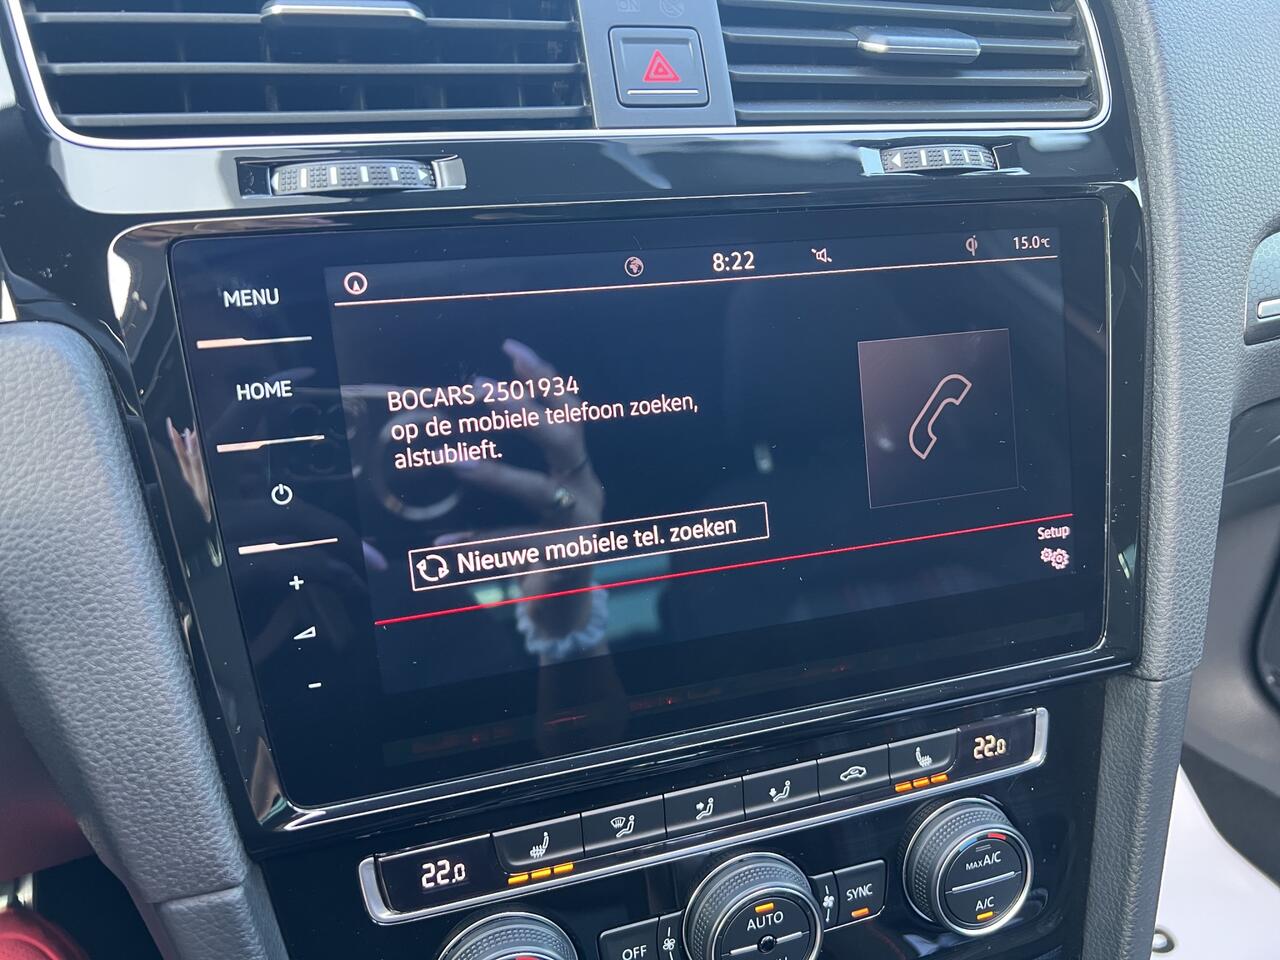 MENU
HOME
8:22
15.0°C
BOCARS 2501934
op de mobiele telefoon zoeken,
alstublieft.
Nieuwe mobiele tel. zoeken
Setup
+
-
22.0
22.0
MAX A/C
A/C
SYNC
AUTO
OFF